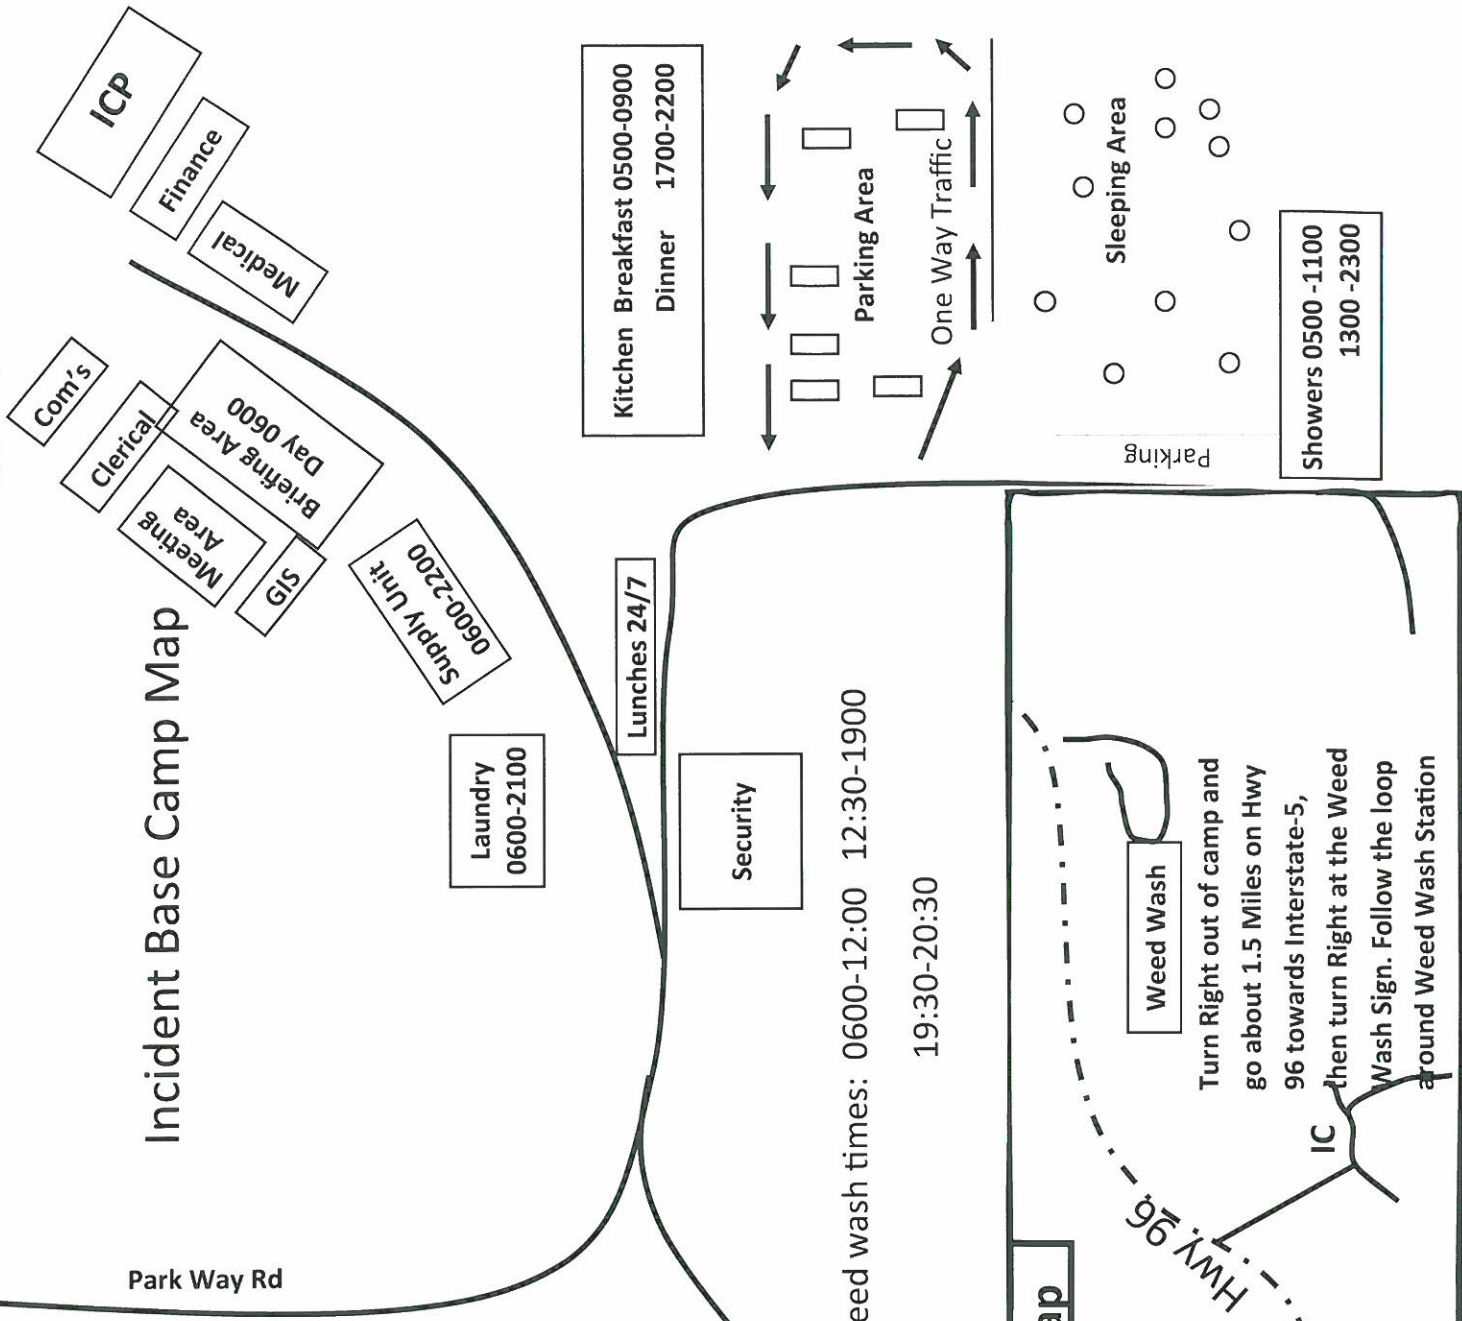 Incident Base Camp Map
ICP
Finance
Medical
Com's
Clerical
Briefing Area
Day 0600
Meeting
Area
GIS
Supply Unit
0600-2200
Laundry
0600-2100
Lunches 24/7
Security
Kitchen Breakfast 0500-0900
Dinner 1700-2200
Parking Area
One Way Traffic
Sleeping Area
Parking
Showers 0500 -1100
1300 -2300
Park Way Rd
eed wash times: 0600-12:00 12:30-1900
19:30-20:30
Weed Wash
Turn Right out of camp and
go about 1.5 Miles on Hwy
96 towards Interstate-5,
then turn Right at the Weed
Wash Sign. Follow the loop
around Weed Wash Station
IC
Hwy 96
ap